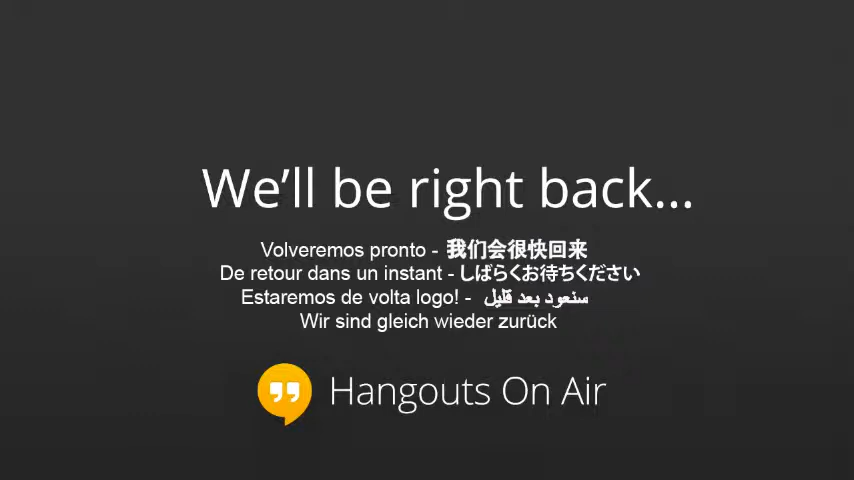 We'll be right back...
Volveremos pronto - 我们会很快回来
De retour dans un instant - しばらくお待ちください
Estaremos de volta logo! - سنعود بعد قليل
Wir sind gleich wieder zurück
Hangouts On Air